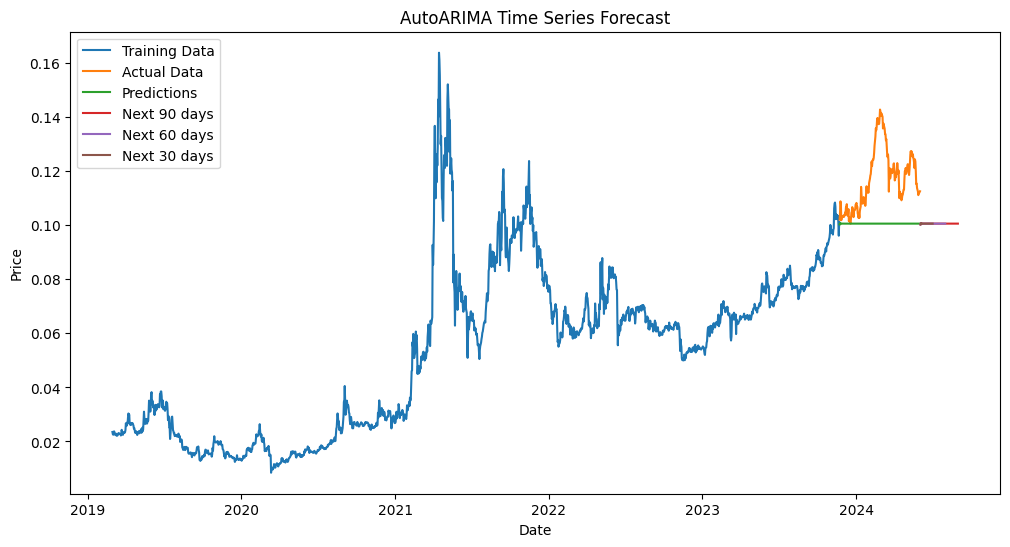 AutoARIMA Time Series Forecast
Training Data
Actual Data
Predictions
Next 90 days
Next 60 days
Next 30 days
Price
0.16
0.14
0.12
0.10
0.08
0.06
0.04
0.02
2019
2020
2021
2022
2023
2024
Date